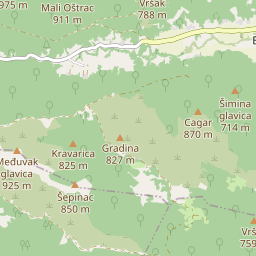 975 m
Mali Oštrac
911 m
Vršak
788 m
Šimina
glavica
714 m
Cagar
870 m
Gradina
827 m
Kravarica
825 m
Međuvak
glavica
925 m
Šepinac
850 m
759